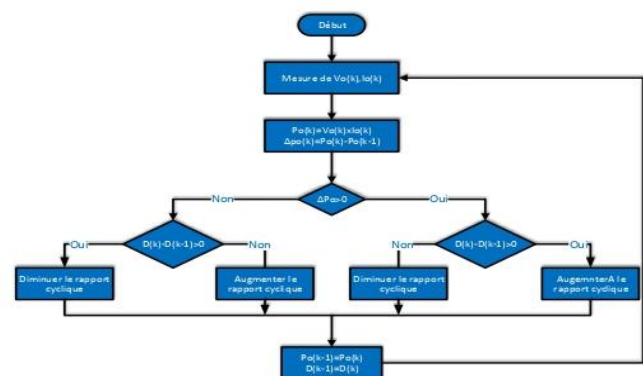 Début
Mesure de Vo(k),Io(k)
Po(k)=Vo(k)xIo(k)
Δpo(k)=Po(k)-Po(k-1)
Non
ΔPo>0
Oui
Oui
D(k)-D(k-1)>0
Non
Non
D(k)-D(k-1)>0
Oui
Diminuer le rapport
cyclique
Augmenter le
rapport cyclique
Diminuer le rapport
cyclique
AugemnterA le
rapport cyclique
Po(k-1)=Po(k)
D(k-1)=D(k)